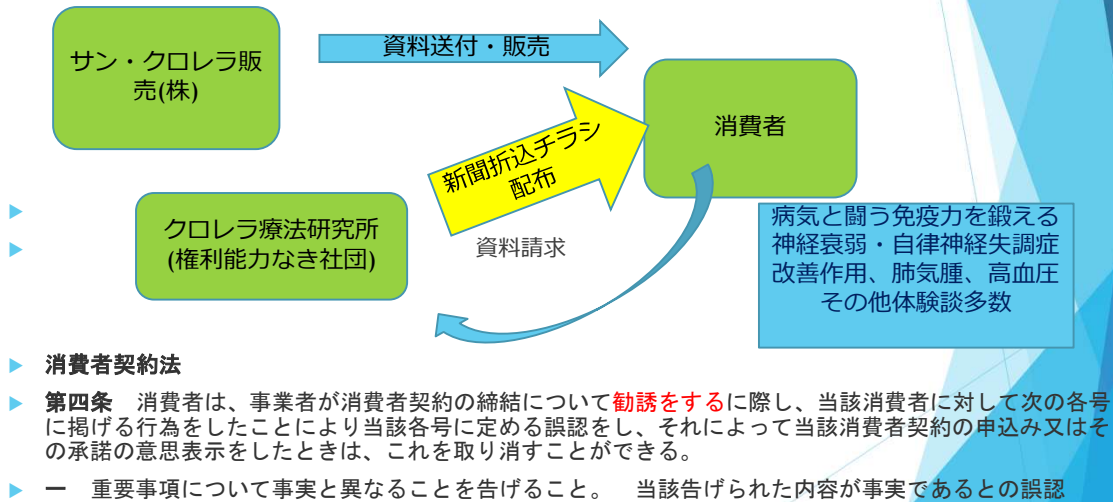 サン・クロレラ販
売(株)
資料送付・販売
消費者
新聞折込チラシ
配布
クロレラ療法研究所
(権利能力なき社団)
資料請求
病気と闘う免疫力を鍛える
神経衰弱・自律神経失調症
改善作用、肺気腫、高血圧
その他体験談多数
消費者契約法
第四条 消費者は、事業者が消費者契約の締結について勧誘をするに際し、当該消費者に対して次の各号
に掲げる行為をしたことにより当該各号に定める誤認をし、それによって当該消費者契約の申込み又はそ
の承諾の意思表示をしたときは、これを取り消すことができる。
一 重要事項について事実と異なることを告げること。 当該告げられた内容が事実であるとの誤認